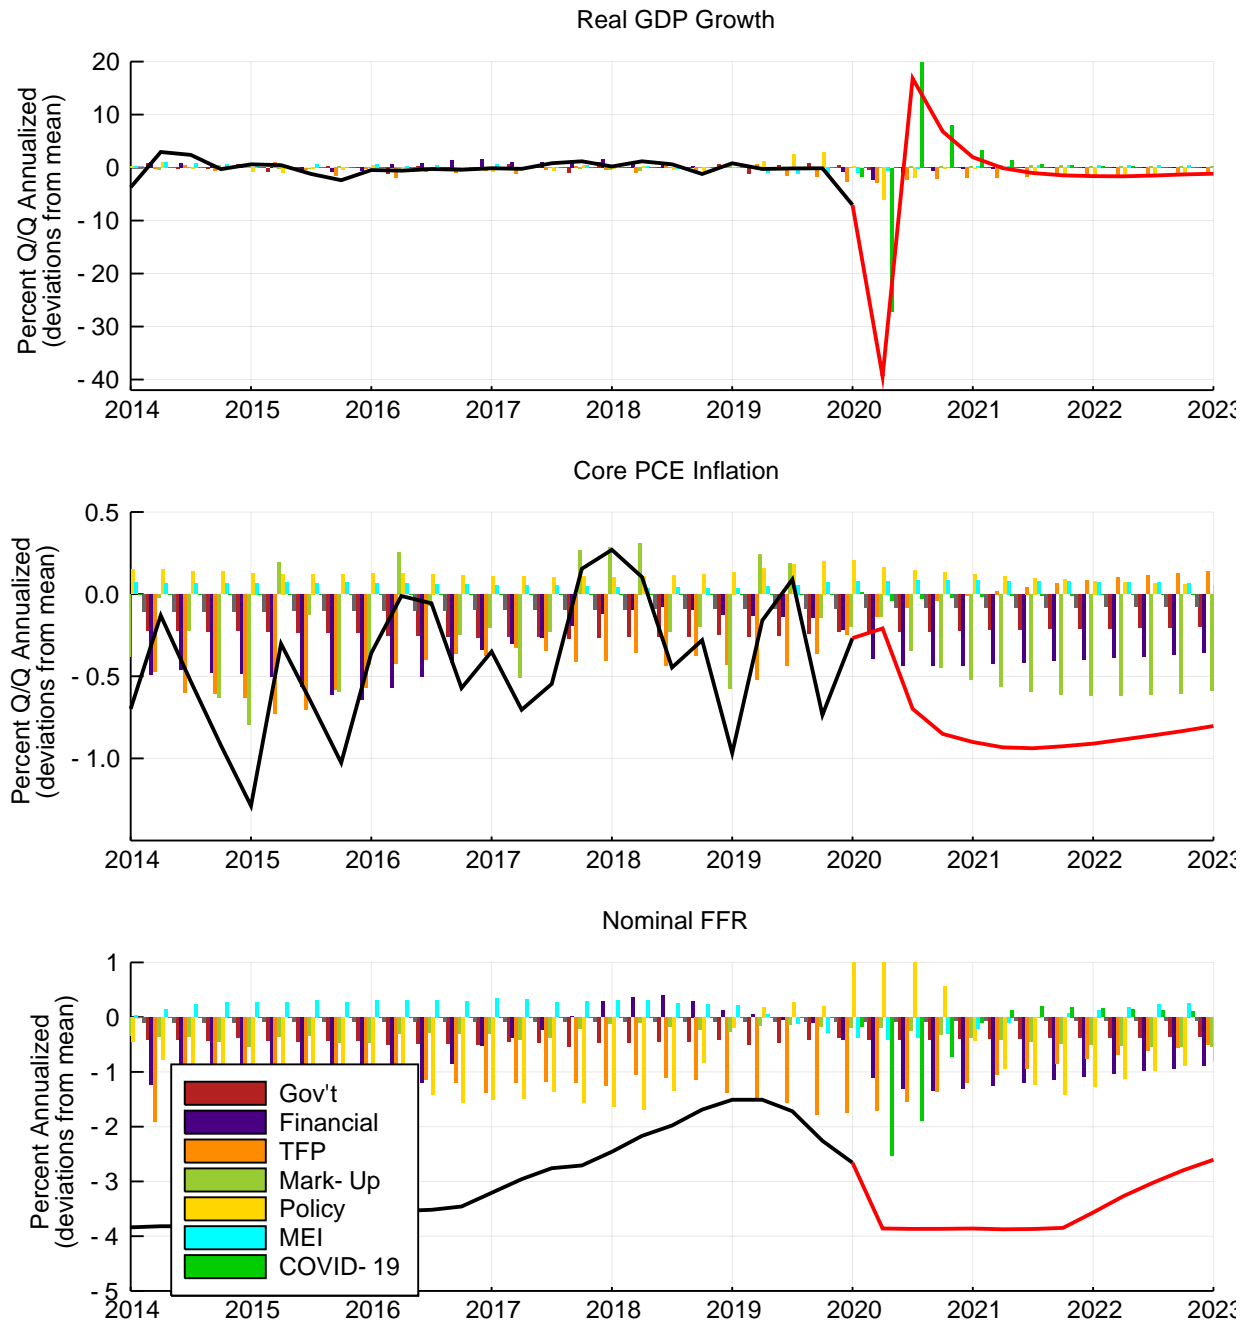 Real GDP Growth
Percent Q/Q Annualized
(deviations from mean)
20
10
0
- 10
- 20
- 30
- 40
2014 2015 2016 2017 2018 2019 2020 2021 2022 2023
Core PCE Inflation
Percent Q/Q Annualized
(deviations from mean)
0.5
0.0
- 0.5
- 1.0
2014 2015 2016 2017 2018 2019 2020 2021 2022 2023
Nominal FFR
Percent Annualized
(deviations from mean)
1
0
- 1
- 2
- 3
- 4
- 5
Gov't
Financial
TFP
Mark- Up
Policy
MEI
COVID- 19
2014 2015 2016 2017 2018 2019 2020 2021 2022 2023